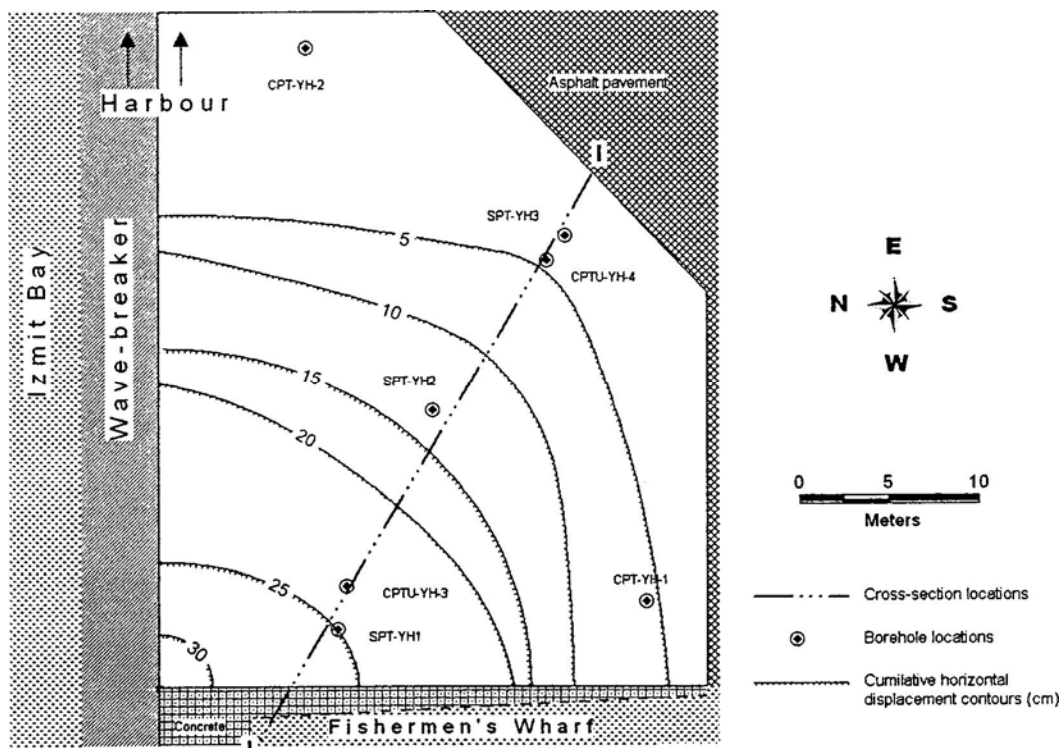 CPT-YH-2
Asphalt pavement
Harbour
I
SPT-YH3
5
CPTU-YH-4
E
N S
W
10
Izmit Bay
Wave-breaker
15
SPT-YH2
20
0 5 10
Meters
25
CPTU-YH-3
CPT-YH-1
Cross-section locations
SPT-YH1
Borehole locations
30
Cumilative horizontal
displacement contours (cm)
Concrete
Fishermen's Wharf